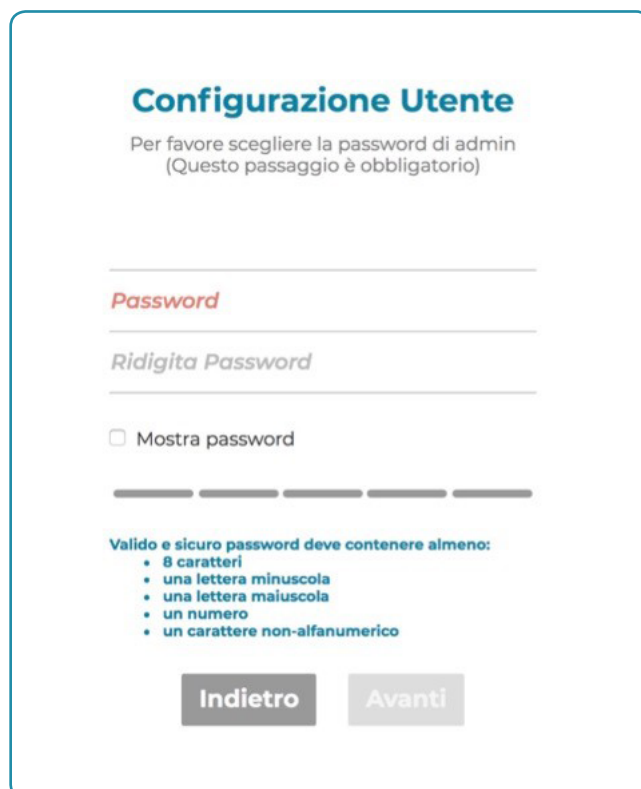 Configurazione Utente
Per favore scegliere la password di admin
(Questo passaggio è obbligatorio)
Password
Ridigita Password
Mostra password
Valido e sicuro password deve contenere almeno:
• 8 caratteri
• una lettera minuscola
• una lettera maiuscola
• un numero
• un carattere non-alfanumerico
Indietro
Avanti